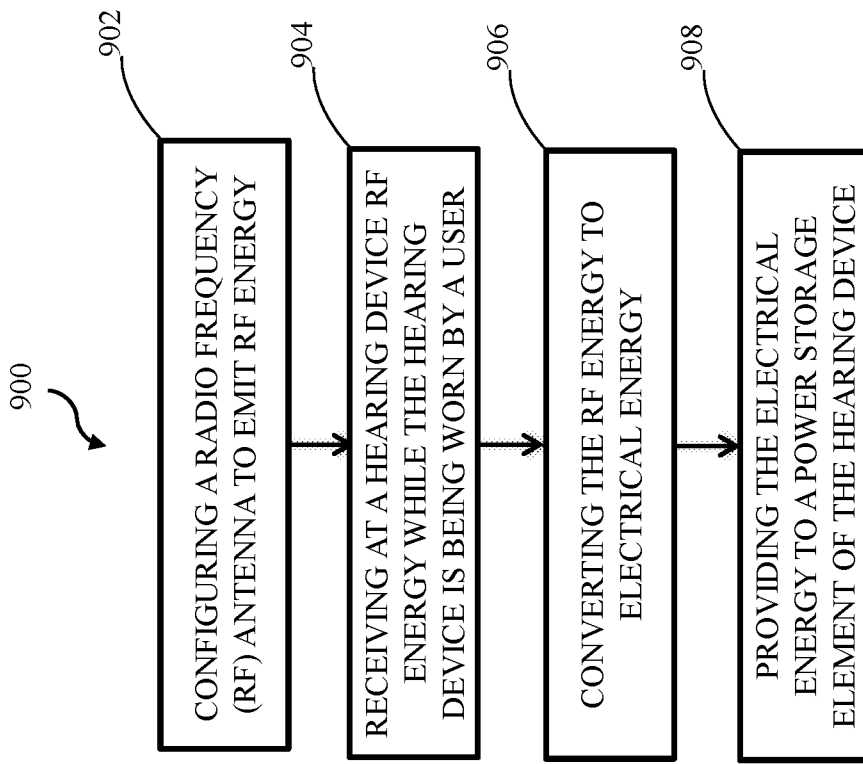 900
902
CONFIGURING A RADIO FREQUENCY
(RF) ANTENNA TO EMIT RF ENERGY
904
RECEIVING AT A HEARING DEVICE RF
ENERGY WHILE THE HEARING
DEVICE IS BEING WORN BY A USER
906
CONVERTING THE RF ENERGY TO
ELECTRICAL ENERGY
908
PROVIDING THE ELECTRICAL
ENERGY TO A POWER STORAGE
ELEMENT OF THE HEARING DEVICE